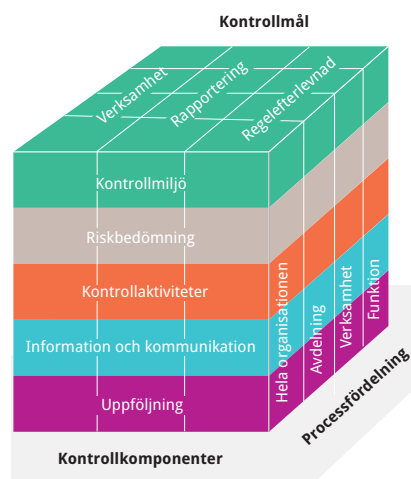 Kontrollmål
Verksamhet
Rapportering
Regelefterlevnad
Kontrollmiljö
Riskbedömning
Kontrollaktiviteter
Information och kommunikation
Uppföljning
Hela organisationen
Avdelning
Verksamhet
Funktion
Processfördelning
Kontrollkomponenter